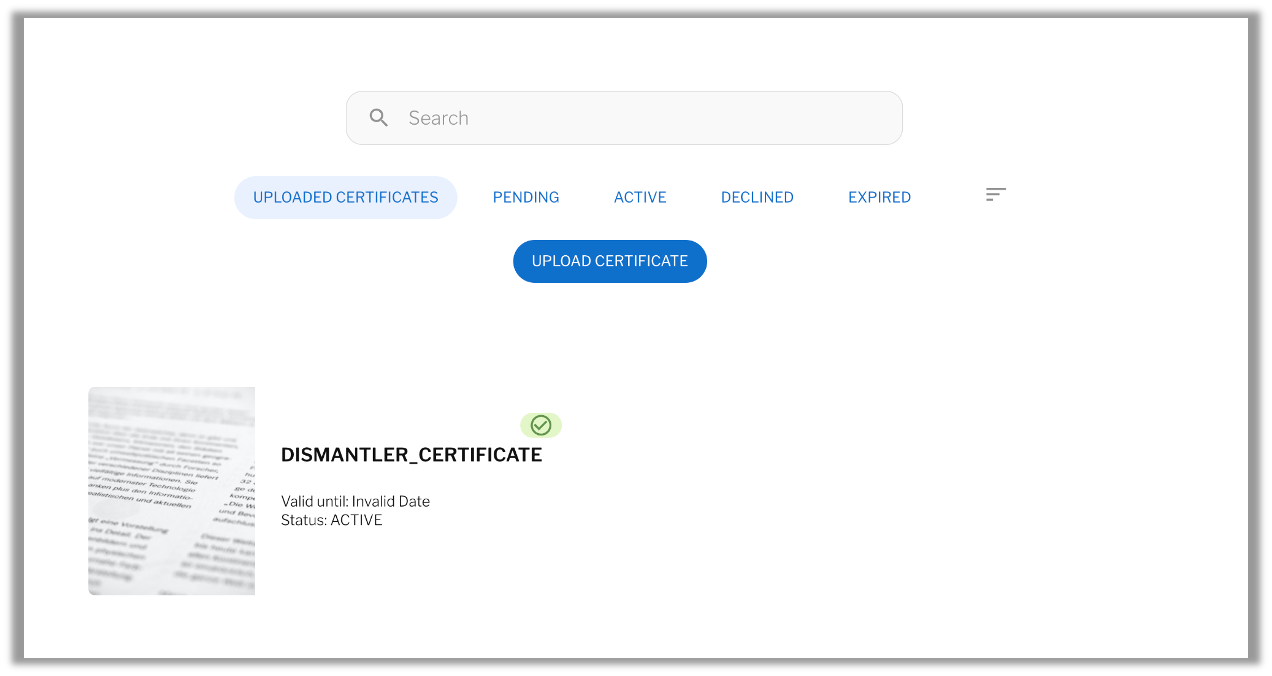 Search
UPLOADED CERTIFICATES
PENDING
ACTIVE
DECLINED
EXPIRED
UPLOAD CERTIFICATE
DISMANTLER_CERTIFICATE
Valid until: Invalid Date
Status: ACTIVE